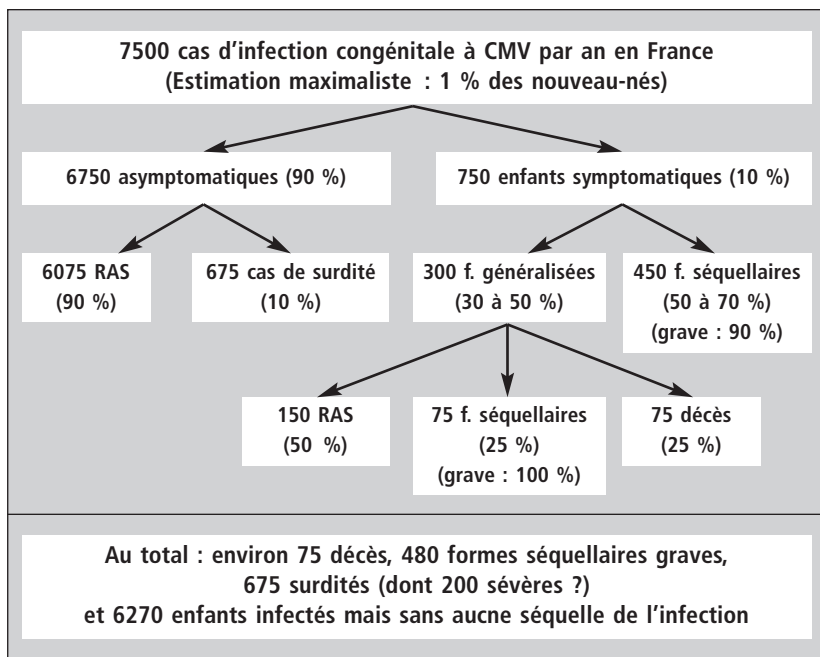 7500 cas d'infection congénitale à CMV par an en France
(Estimation maximaliste : 1 % des nouveau-nés)
6750 asymptomatiques (90 %)
750 enfants symptomatiques (10 %)
6075 RAS
(90 %)
675 cas de surdité
(10 %)
300 f. généralisées
(30 à 50 %)
450 f. séquellaires
(50 à 70 %)
(grave : 90 %)
150 RAS
(50 %)
75 f. séquellaires
(25 %)
(grave : 100 %)
75 décès
(25 %)
Au total : environ 75 décès, 480 formes séquellaires graves,
675 surdités (dont 200 sévères ?)
et 6270 enfants infectés mais sans aucune séquelle de l'infection